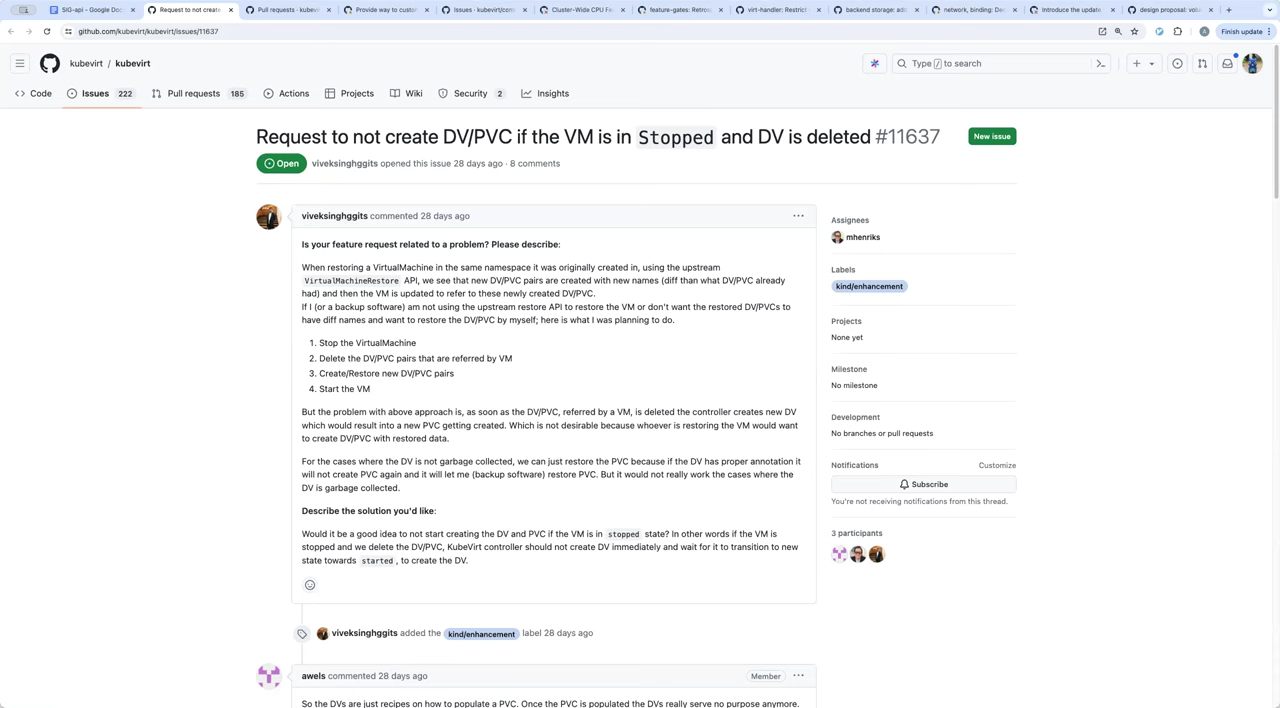 SIG-api - Google Doc
Request to not create
Pull requests · kubevi
Provide way to custom
Issues · kubevirt/com
Cluster-Wide CPU Fe
feature-gates: Retros
virt-handler: Restrict
backend storage: ad
network, binding: De
Introduce the update
design proposal: volu
github.com/kubevirt/kubevirt/issues/11637
A
Finish update
kubevirt / kubevirt
Type / to search
Code
Issues 222
Pull requests 185
Actions
Projects
Wiki
Security 2
Insights
Request to not create DV/PVC if the VM is in Stopped and DV is deleted #11637
New issue
Open
viveksinghggits opened this issue 28 days ago · 8 comments
viveksinghggits commented 28 days ago
Is your feature request related to a problem? Please describe:
When restoring a VirtualMachine in the same namespace it was originally created in, using the upstream
VirtualMachineRestore API, we see that new DV/PVC pairs are created with new names (diff than what DV/PVC already
had) and then the VM is updated to refer to these newly created DV/PVC.
If I (or a backup software) am not using the upstream restore API to restore the VM or don't want the restored DV/PVCs to
have diff names and want to restore the DV/PVC by myself; here is what I was planning to do.
1. Stop the VirtualMachine
2. Delete the DV/PVC pairs that are referred by VM
3. Create/Restore new DV/PVC pairs
4. Start the VM
But the problem with above approach is, as soon as the DV/PVC, referred by a VM, is deleted the controller creates new DV
which would result into a new PVC getting created. Which is not desirable because whoever is restoring the VM would want
to create DV/PVC with restored data.
For the cases where the DV is not garbage collected, we can just restore the PVC because if the DV has proper annotation it
will not create PVC again and it will let me (backup software) restore PVC. But it would not really work the cases where the
DV is garbage collected.
Describe the solution you'd like:
Would it be a good idea to not start creating the DV and PVC if the VM is in stopped state? In other words if the VM is
stopped and we delete the DV/PVC, KubeVirt controller should not create DV immediately and wait for it to transition to new
state towards started, to create the DV.
viveksinghggits added the kind/enhancement label 28 days ago
awels commented 28 days ago
Member
So the DVs are just recipes on how to populate a PVC. Once the PVC is populated the DVs really serve no purpose anymore.
Assignees
mhenriks
Labels
kind/enhancement
Projects
None yet
Milestone
No milestone
Development
No branches or pull requests
Notifications
Customize
Subscribe
You're not receiving notifications from this thread.
3 participants